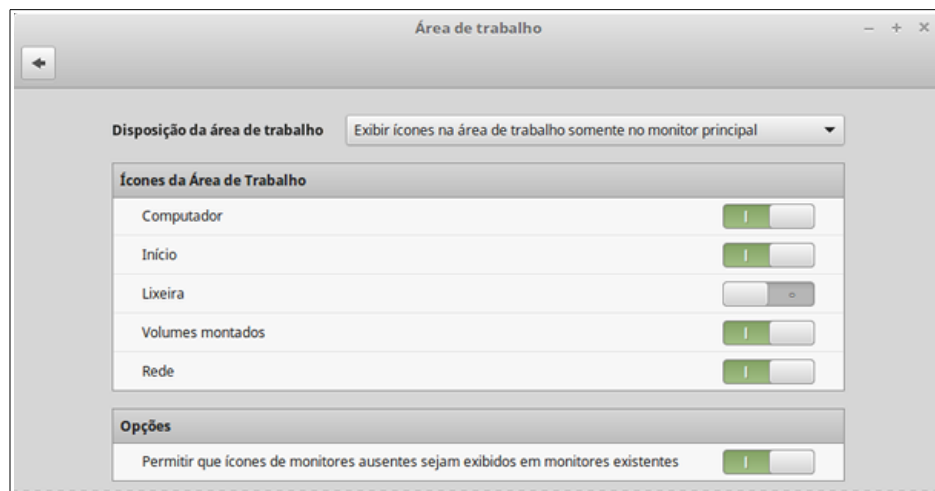 Área de trabalho
Disposição da área de trabalho Exibir ícones na área de trabalho somente no monitor principal
Ícones da Área de Trabalho
Computador
Início
Lixeira
Volumes montados
Rede
Opções
Permitir que ícones de monitores ausentes sejam exibidos em monitores existentes